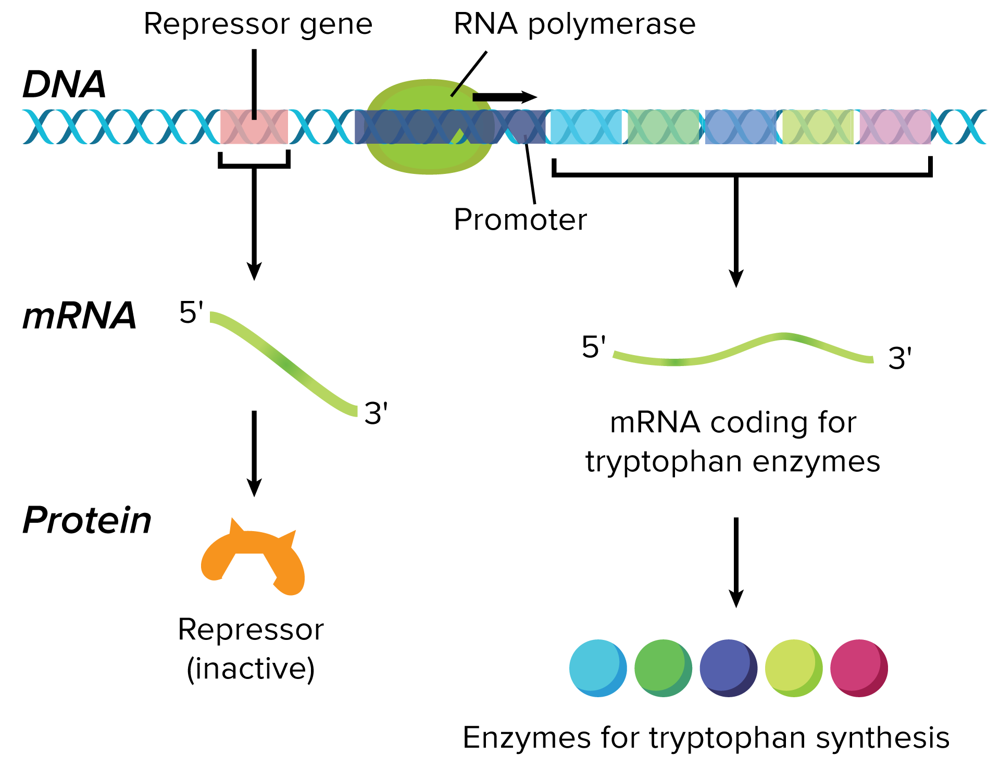 Repressor gene
RNA polymerase
DNA
Promoter
mRNA
5'
3'
5'
3'
mRNA coding for
tryptophan enzymes
Protein
Repressor
(inactive)
Enzymes for tryptophan synthesis